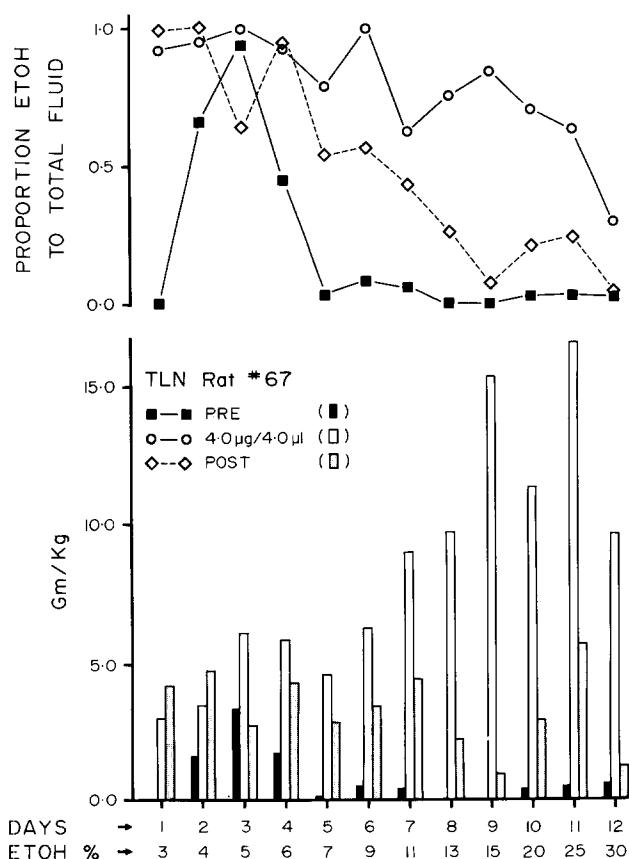 PROPORTION ETOH
TO TOTAL FLUID
1·0
0·5
0·0
TLN Rat #67
PRE ( )
4·0µg/4·0µl ( )
POST ( )
Gm/Kg
15·0
10·0
5·0
0·0
DAYS → 1 2 3 4 5 6 7 8 9 10 11 12
ETOH % → 3 4 5 6 7 9 11 13 15 20 25 30